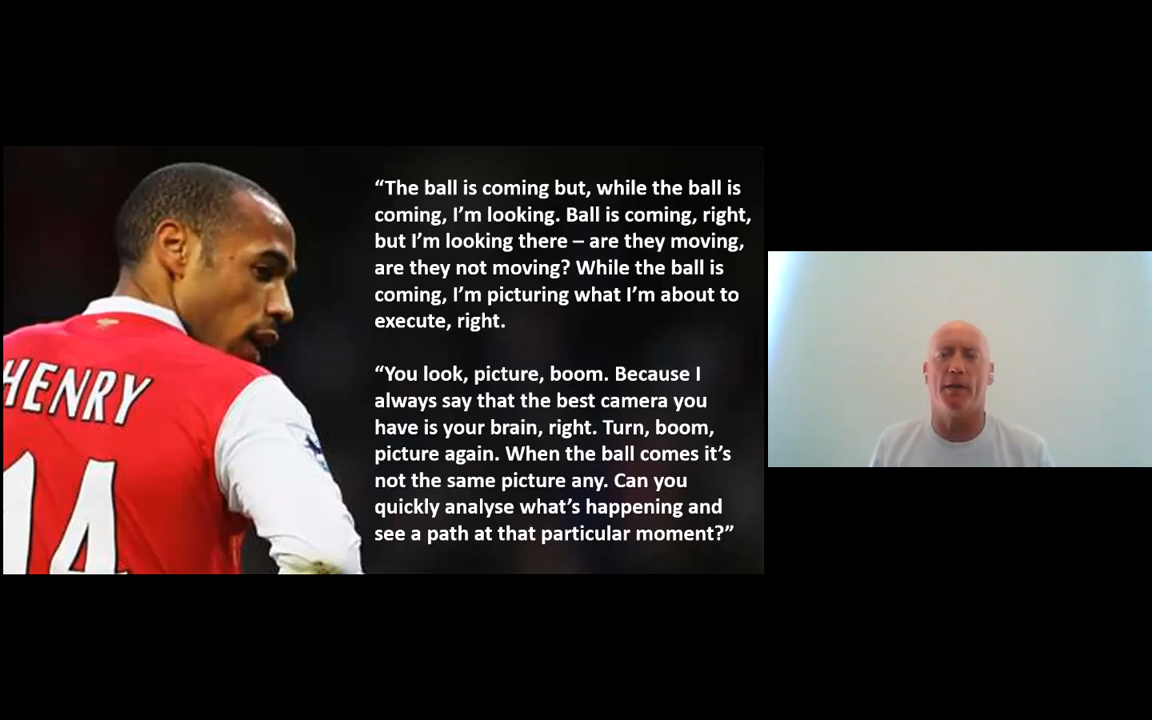 HENRY
14
“The ball is coming but, while the ball is
coming, I’m looking. Ball is coming, right,
but I’m looking there – are they moving,
are they not moving? While the ball is
coming, I’m picturing what I’m about to
execute, right.
“You look, picture, boom. Because I
always say that the best camera you
have is your brain, right. Turn, boom,
picture again. When the ball comes it’s
not the same picture any. Can you
quickly analyse what’s happening and
see a path at that particular moment?”